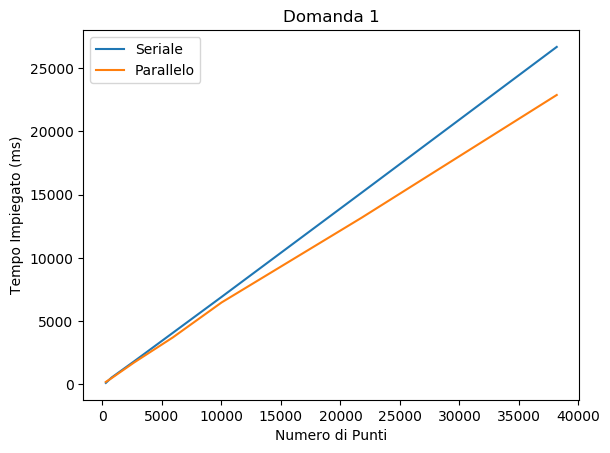 Domanda 1
Seriale
Parallelo
25000
20000
15000
10000
5000
0
Tempo Impiegato (ms)
0 5000 10000 15000 20000 25000 30000 35000 40000
Numero di Punti